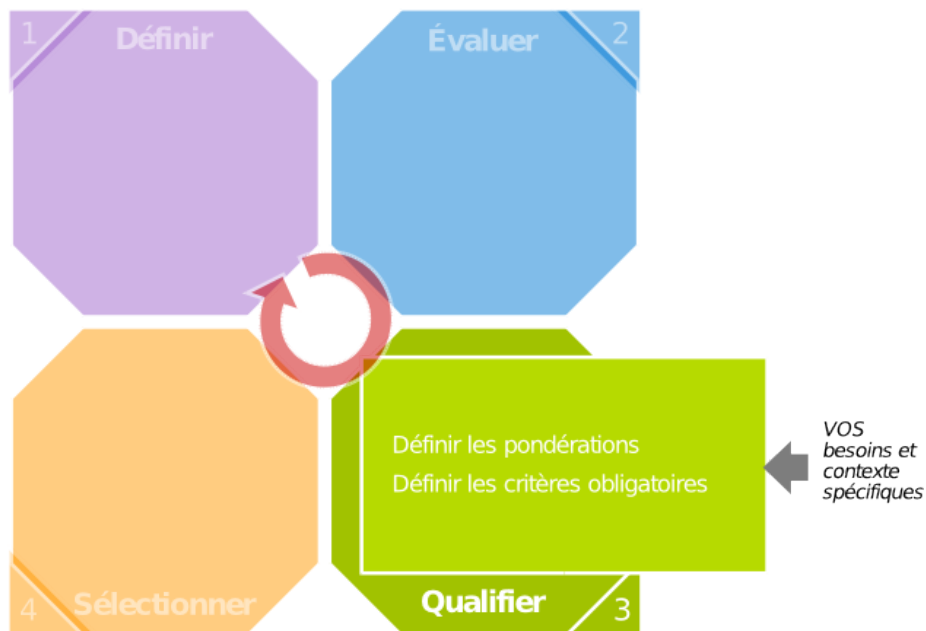 1
Définir
Évaluer
2
Définir les pondérations
Définir les critères obligatoires
VOS
besoins et
contexte
spécifiques
4
Sélectionner
Qualifier
3